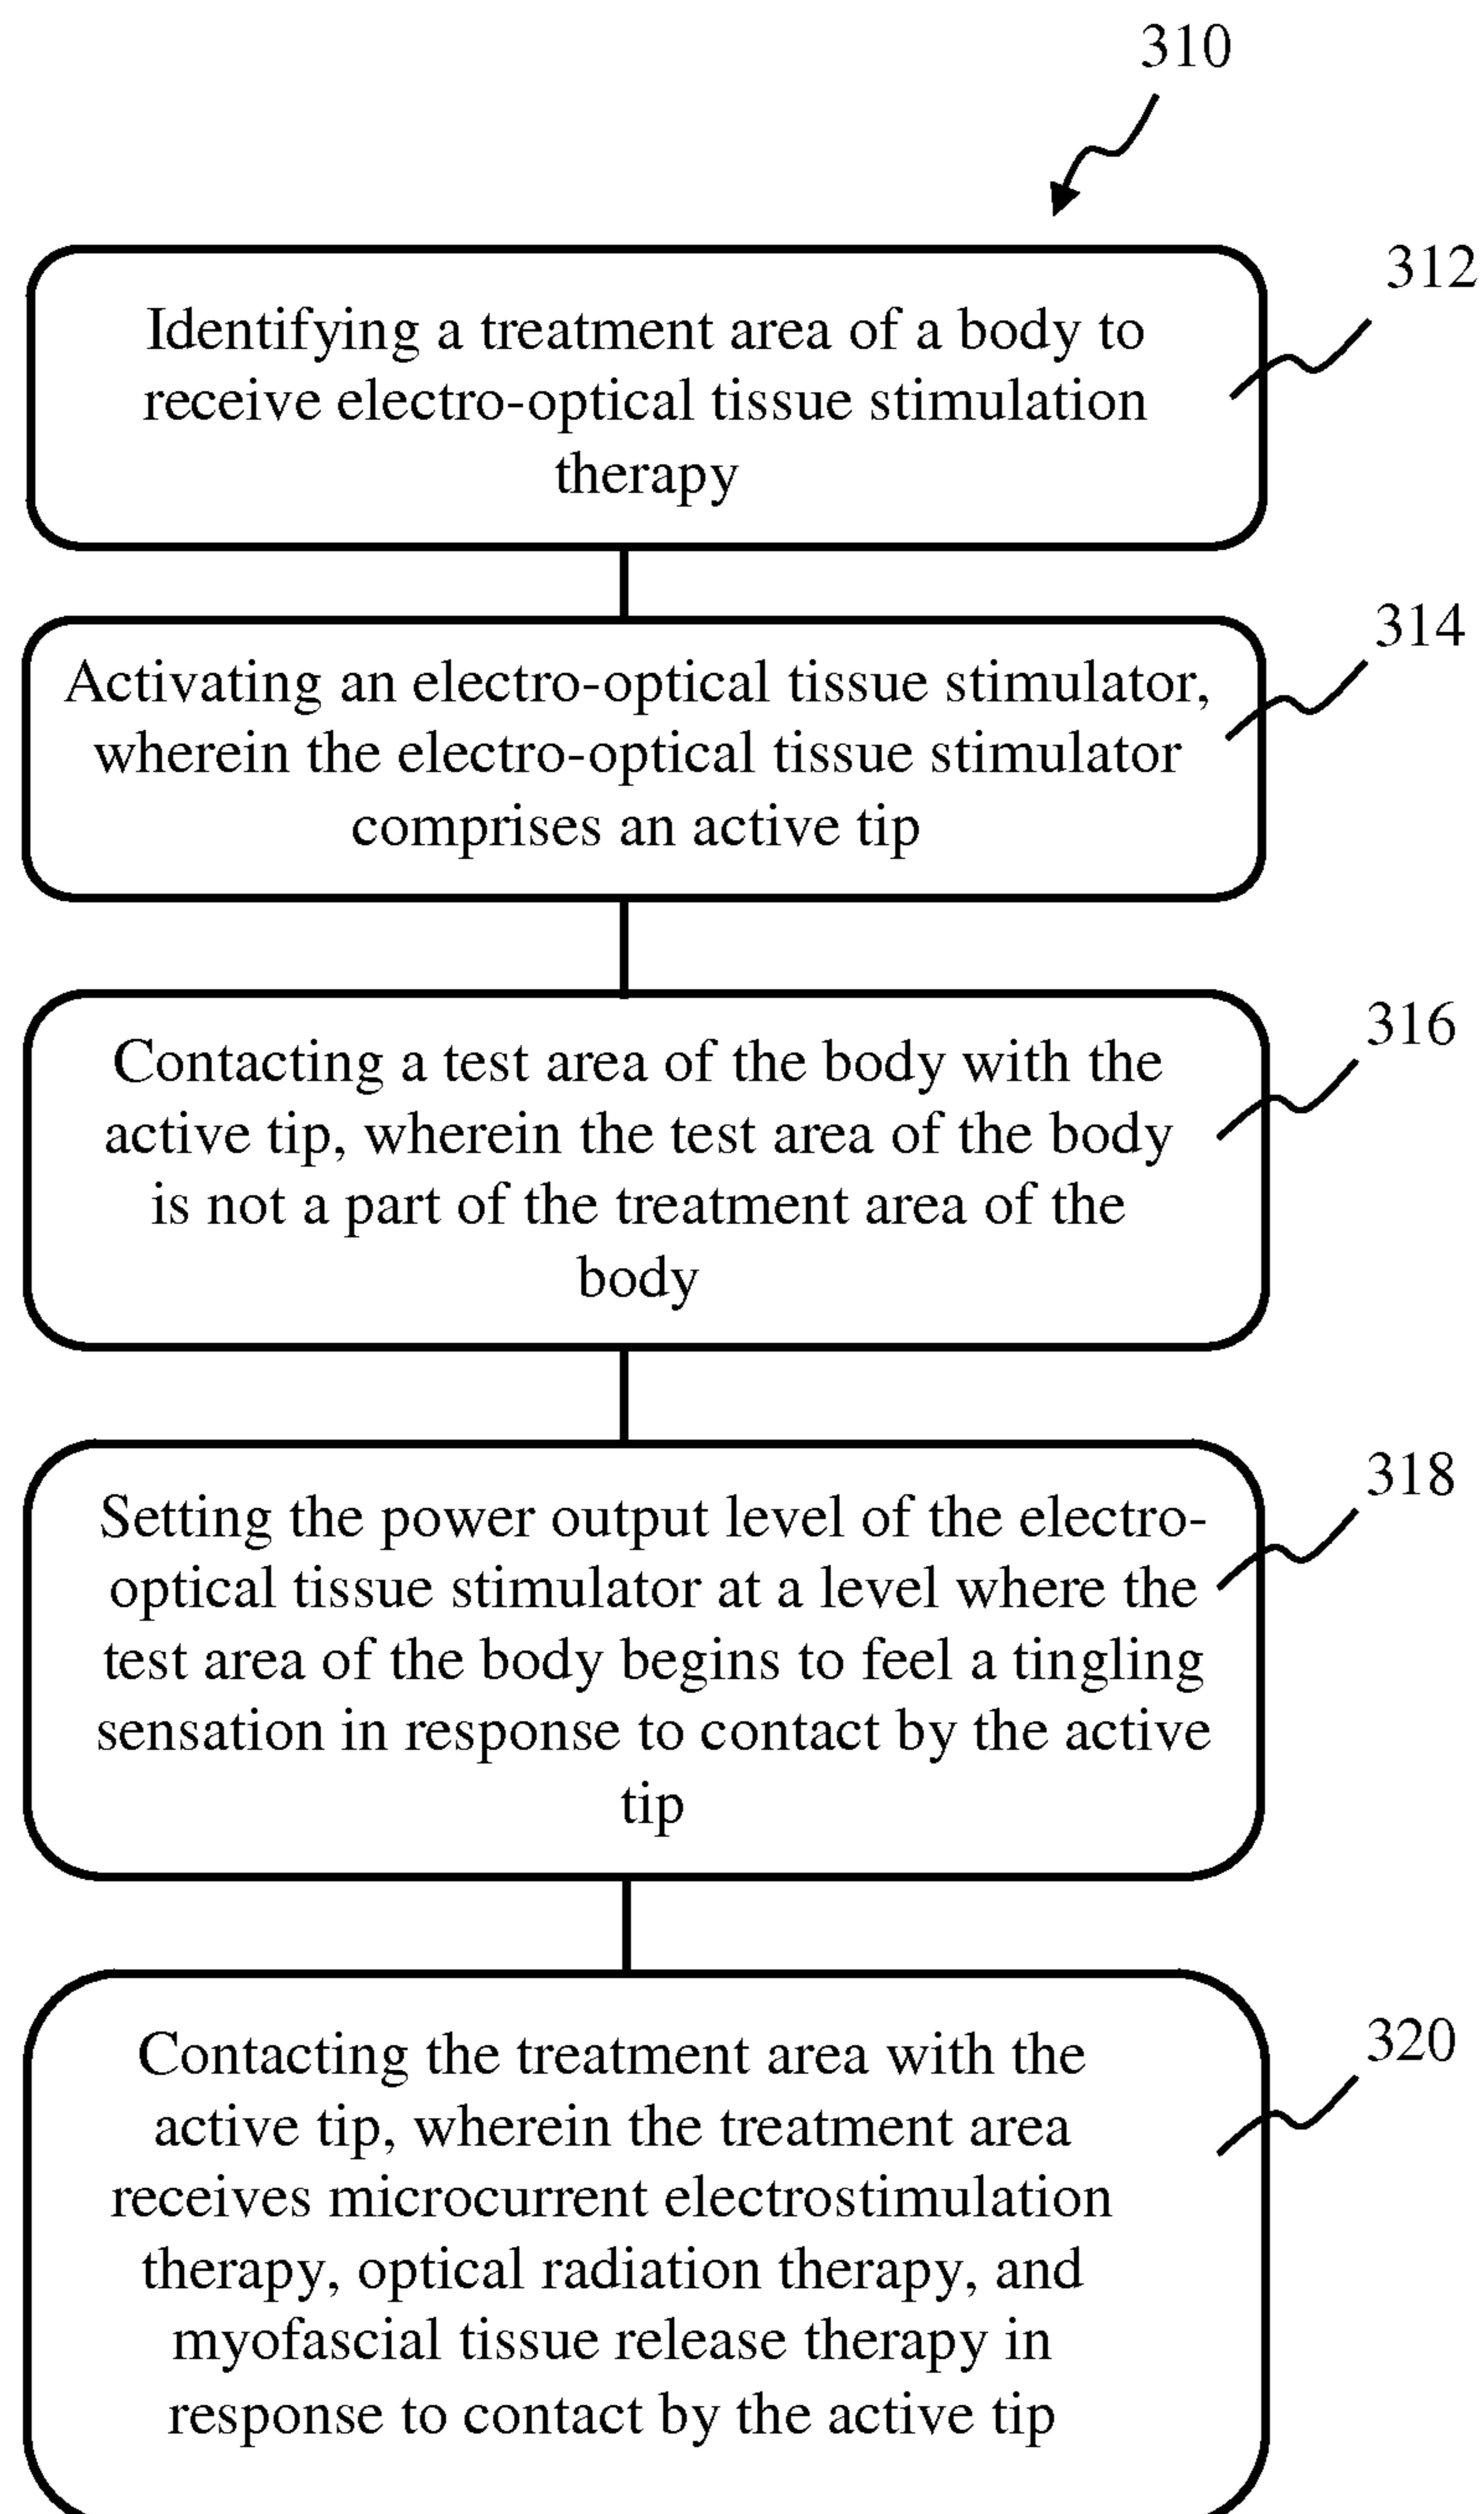 310
312
Identifying a treatment area of a body to
receive electro-optical tissue stimulation
therapy
314
Activating an electro-optical tissue stimulator,
wherein the electro-optical tissue stimulator
comprises an active tip
316
Contacting a test area of the body with the
active tip, wherein the test area of the body
is not a part of the treatment area of the
body
318
Setting the power output level of the electro-
optical tissue stimulator at a level where the
test area of the body begins to feel a tingling
sensation in response to contact by the active
tip
320
Contacting the treatment area with the
active tip, wherein the treatment area
receives microcurrent electrostimulation
therapy, optical radiation therapy, and
myofascial tissue release therapy in
response to contact by the active tip